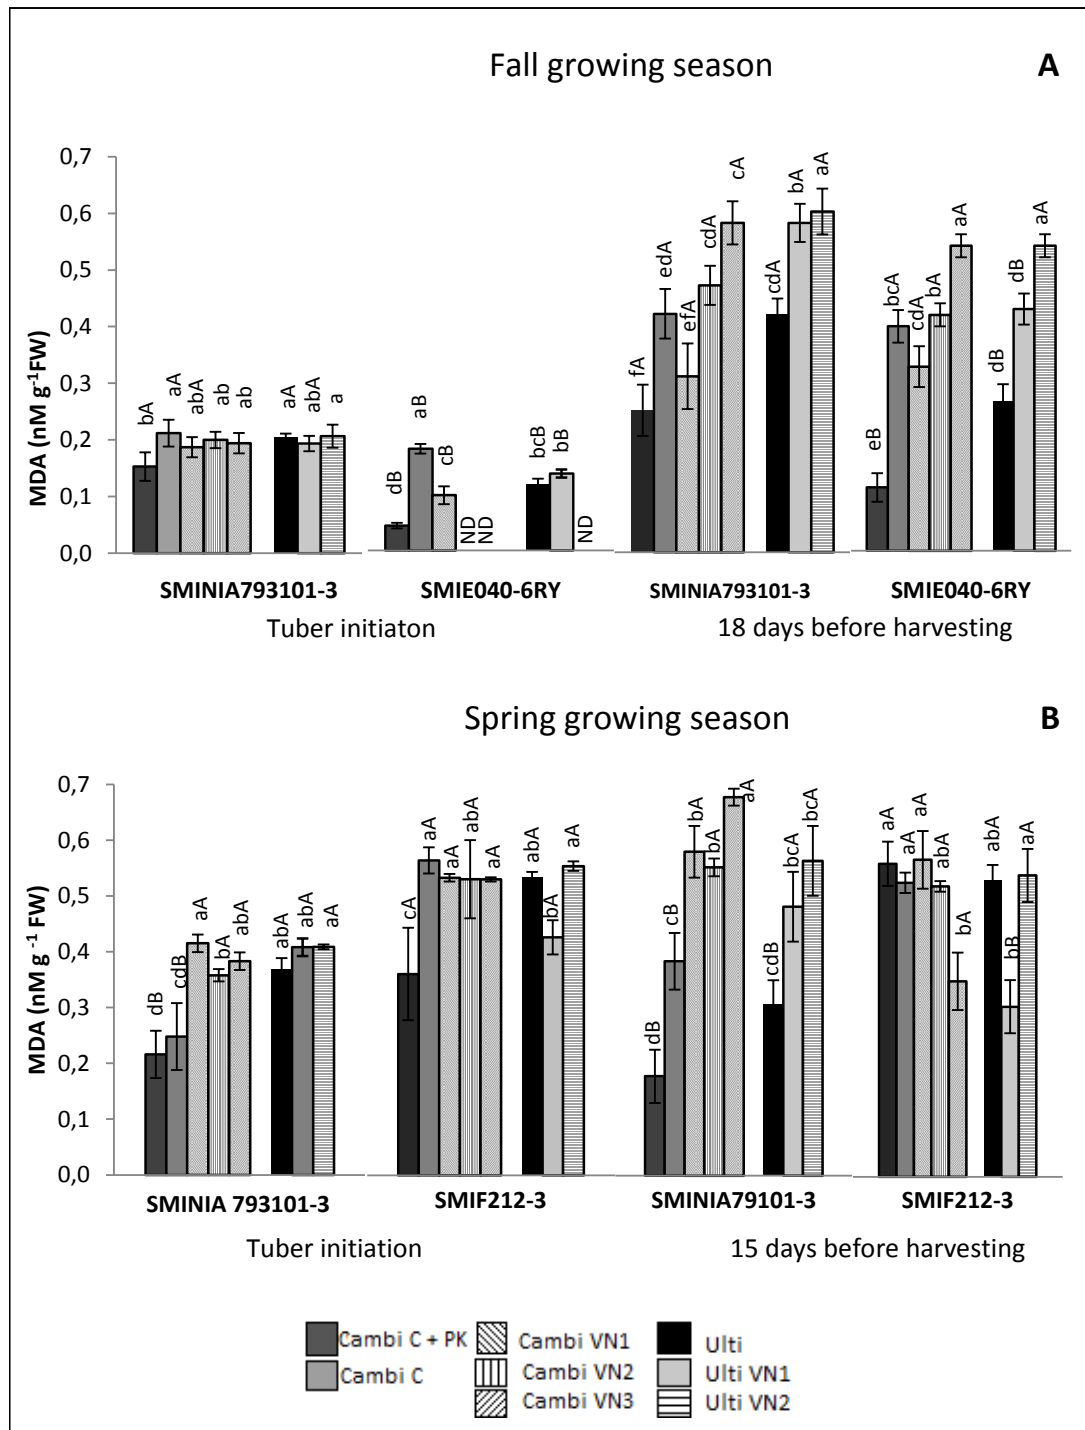 Fall growing season A
MDA (nM g-1FW)
0,7
0,6
0,5
0,4
0,3
0,2
0,1
0,0
bA aA abA ab ab aA abA a
dB aB cB ND ND bcB bB ND
fA edA efA cdA cA cdA bA aA
eB bcA cdA bA aA dB dB aA
SMINIA793101-3 SMIE040-6RY SMINIA793101-3 SMIE040-6RY
Tuber initiaton 18 days before harvesting
Spring growing season B
MDA (nM g -1 FW)
0,7
0,6
0,5
0,4
0,3
0,2
0,1
0,0
dB cdB aA bA abA abA abA aA
cA aA aA abA aA abA bA aA
dB cB bA bA aA cdB bcA bcA
aA aA aA abA bA abA bB aA
SMINIA 793101-3 SMIF212-3 SMINIA79101-3 SMIF212-3
Tuber initiation 15 days before harvesting
Cambi C + PK Cambi VN1 Ulti
Cambi C Cambi VN2 Ulti VN1
Cambi VN3 Ulti VN2